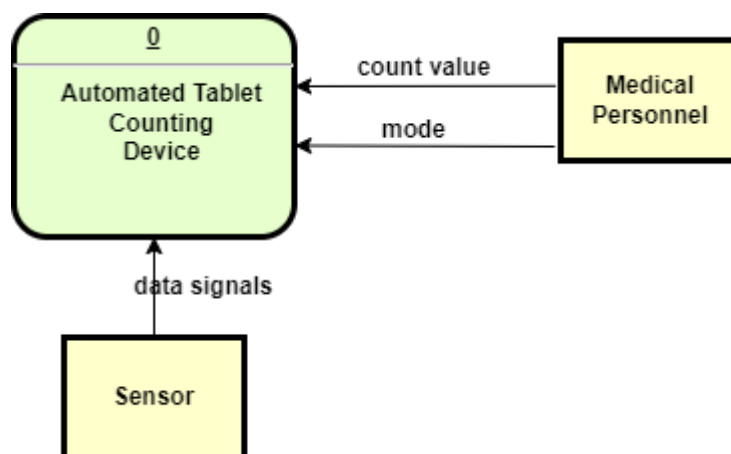 0
Automated Tablet
Counting
Device
count value
mode
Medical
Personnel
data signals
Sensor